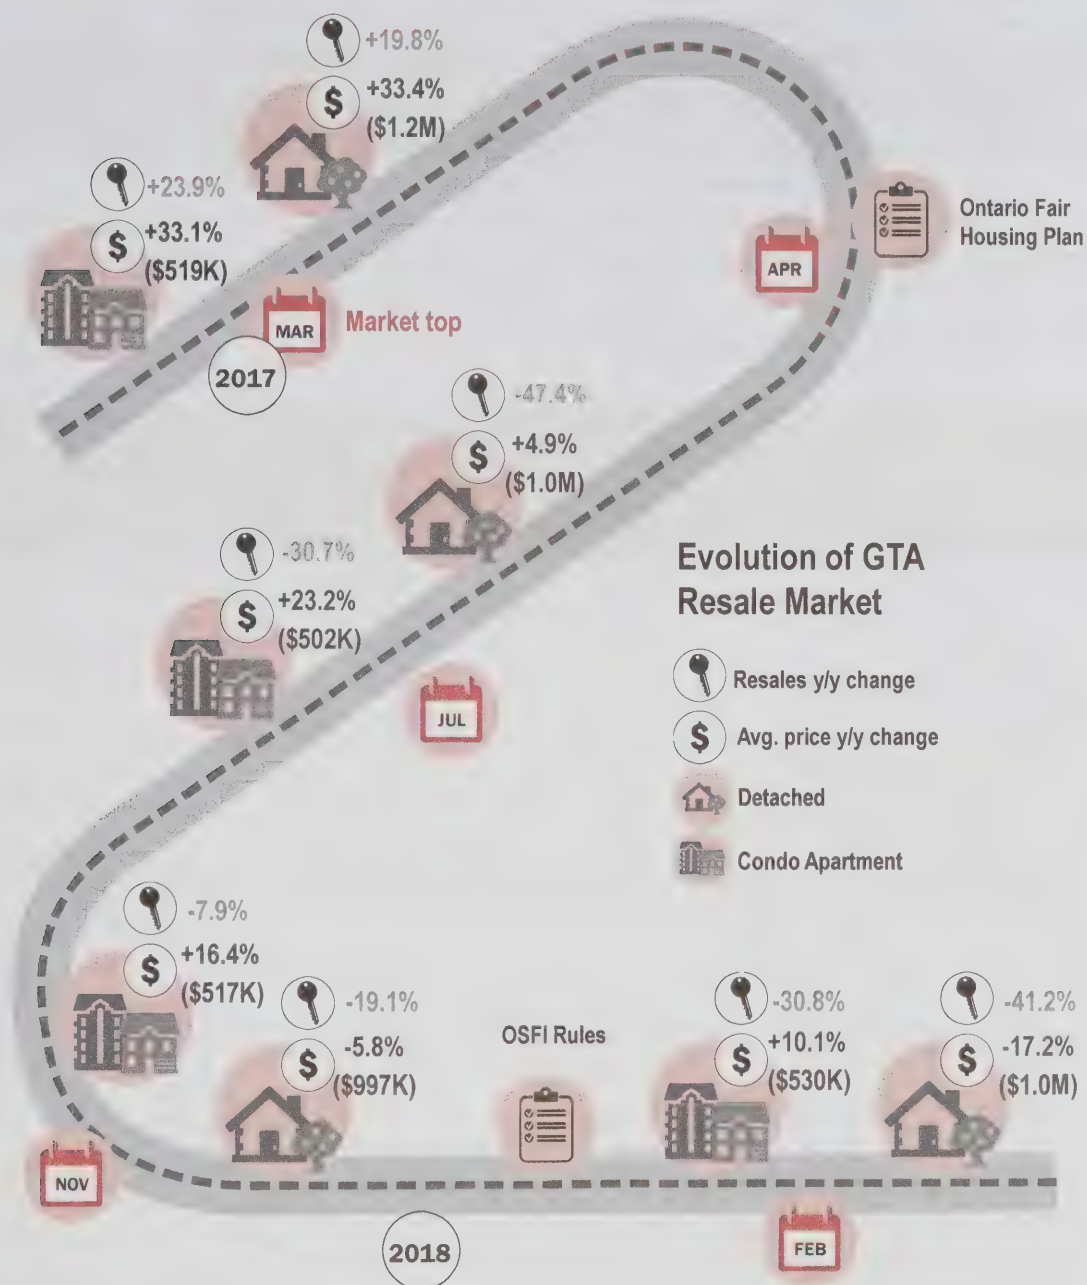 +19.8%
$
+33.4%
($1.2M)
+23.9%
$
+33.1%
($519K)
MAR
Market top
2017
APR
Ontario Fair
Housing Plan
-47.4%
$
+4.9%
($1.0M)
-30.7%
$
+23.2%
($502K)
JUL
Evolution of GTA
Resale Market
Resales y/y change
$
Avg. price y/y change
Detached
Condo Apartment
-7.9%
$
+16.4%
($517K)
-19.1%
$
-5.8%
($997K)
OSFI Rules
-30.8%
$
+10.1%
($530K)
-41.2%
$
-17.2%
($1.0M)
NOV
2018
FEB